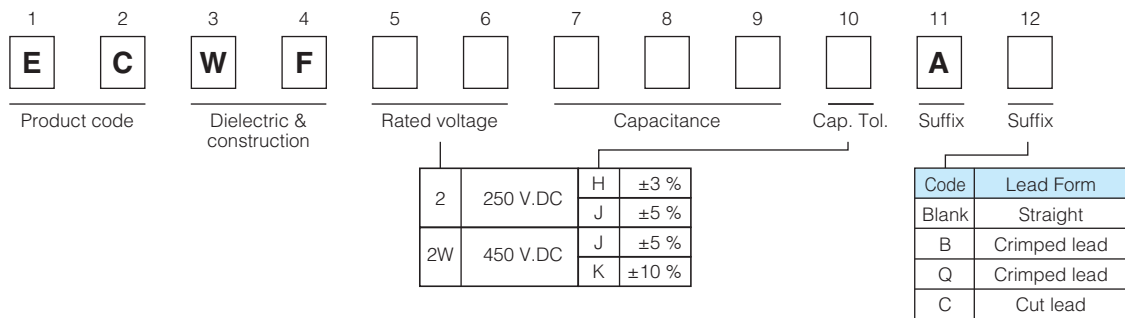 1 2 3 4 5 6 7 8 9 10 11 12
E C W F A
Product code Dielectric & construction Rated voltage Capacitance Cap. Tol. Suffix Suffix
2 250 V.DC H ±3 %
J ±5 %
2W 450 V.DC J ±5 %
K ±10 %
Code Lead Form
Blank Straight
B Crimped lead
Q Crimped lead
C Cut lead